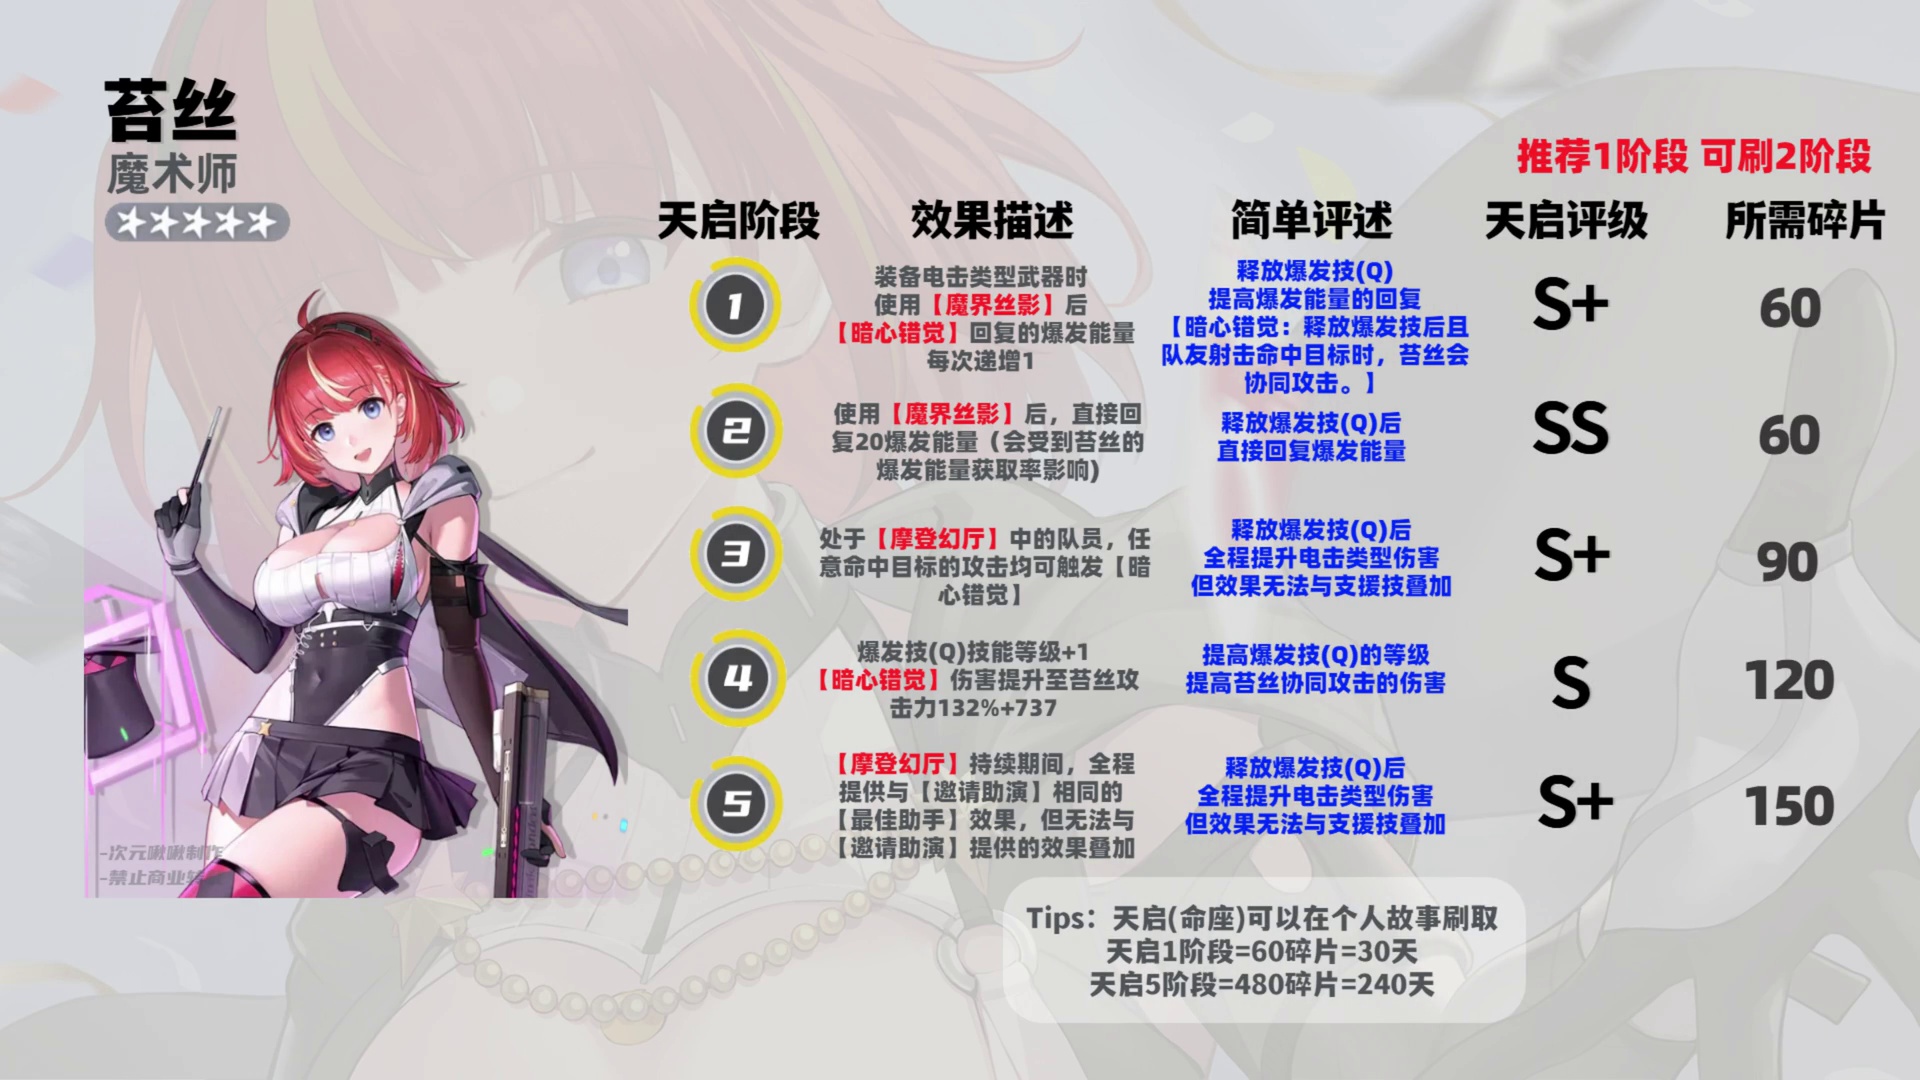 苔丝
魔术师
推荐1阶段 可刷2阶段
天启阶段 效果描述 简单评述 天启评级 所需碎片
1
装备电击类型武器时
使用【魔界丝影】后
【暗心错觉】回复的爆发能量
每次递增1
释放爆发技(Q)
提高爆发能量的回复
【暗心错觉：释放爆发技后且
队友射击命中目标时，苔丝会
协同攻击。】
S+
60
2
使用【魔界丝影】后，直接回
复20爆发能量（会受到苔丝的
爆发能量获取率影响)
释放爆发技(Q)后
直接回复爆发能量
SS
60
3
处于【摩登幻厅】中的队员，任
意命中目标的攻击均可触发【暗
心错觉】
释放爆发技(Q)后
全程提升电击类型伤害
但效果无法与支援技叠加
S+
90
4
爆发技(Q)技能等级+1
【暗心错觉】伤害提升至苔丝攻
击力132%+737
提高爆发技(Q)的等级
提高苔丝协同攻击的伤害
S
120
5
【摩登幻厅】持续期间，全程
提供与【邀请助演】相同的
【最佳助手】效果，但无法与
【邀请助演】提供的效果叠加
释放爆发技(Q)后
全程提升电击类型伤害
但效果无法与支援技叠加
S+
150
-次元啾啾制作
-禁止商业转
Tips：天启(命座)可以在个人故事刷取
天启1阶段=60碎片=30天
天启5阶段=480碎片=240天